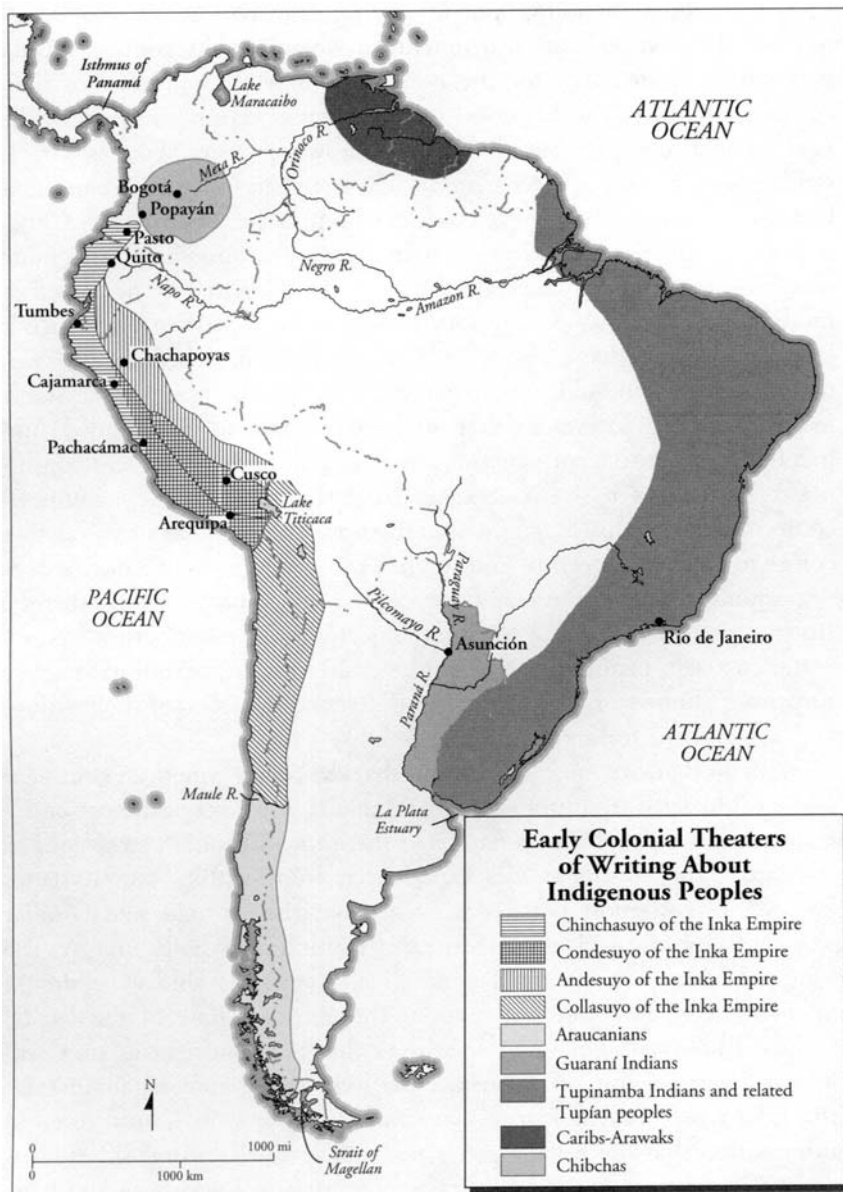 Isthmus of
Panamá
Lake
Maracaibo
ATLANTIC
OCEAN
Orinoco R.
Meta R.
Bogotá
Popayán
Pasto
Quito
Negro R.
Napo R.
Amazon R.
Tumbes
Chachapoyas
Cajamarca
Pachacámac
Cusco
Lake
Titicaca
Arequipa
PACIFIC
OCEAN
Paraguay R.
Pilcomayo R.
Asunción
Rio de Janeiro
Paraná R.
ATLANTIC
OCEAN
Maule R.
La Plata
Estuary
Early Colonial Theaters
of Writing About
Indigenous Peoples
Chinchasuyo of the Inka Empire
Condesuyo of the Inka Empire
Andesuyo of the Inka Empire
Collasuyo of the Inka Empire
Araucanians
Guaraní Indians
Tupinamba Indians and related
Tupían peoples
Caribs-Arawaks
Chibchas
N
0 1000 mi
0 1000 km
Strait of
Magellan